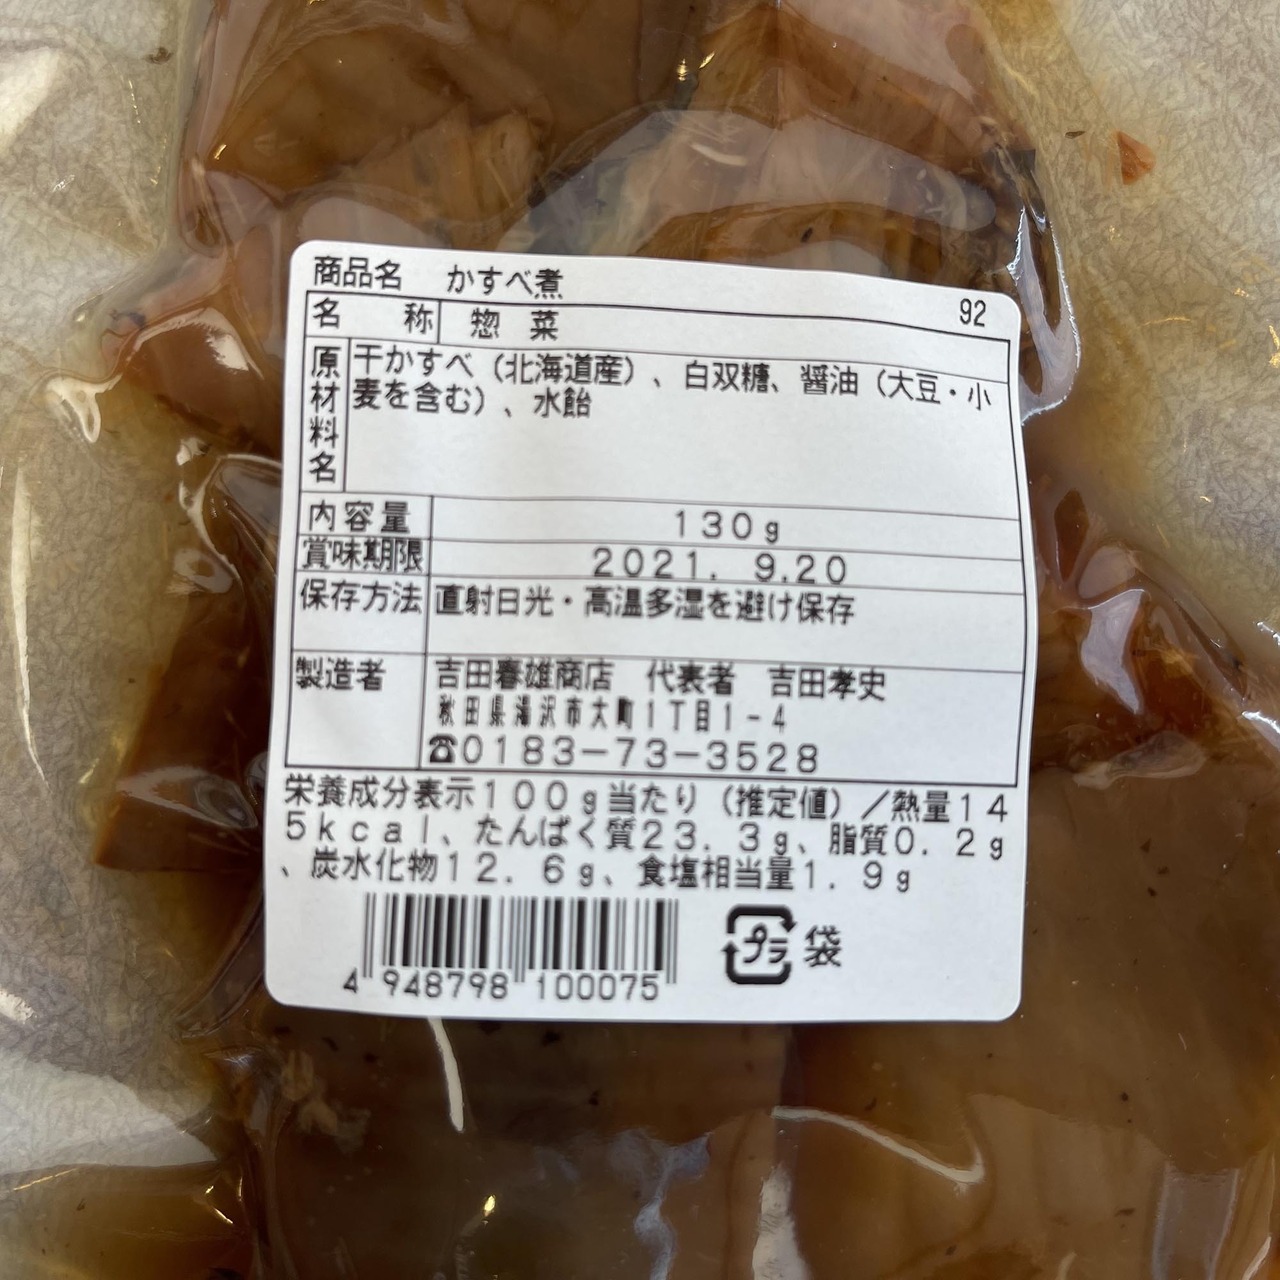 商品名 かすべ煮 92
名 称 惣 菜
原材料名 干かすべ（北海道産）、白双糖、醤油（大豆・小
麦を含む）、水飴
内容量 130g
賞味期限 2021. 9.20
保存方法 直射日光・高温多湿を避け保存
製造者 吉田春雄商店 代表者 吉田孝史
秋田県湯沢市大町1丁目1-4
☎0183-73-3528
栄養成分表示100g当たり（推定値）／熱量14
5kcal、たんぱく質23.3g、脂質0.2g
、炭水化物12.6g、食塩相当量1.9g
プラ 袋
4 948798 100075